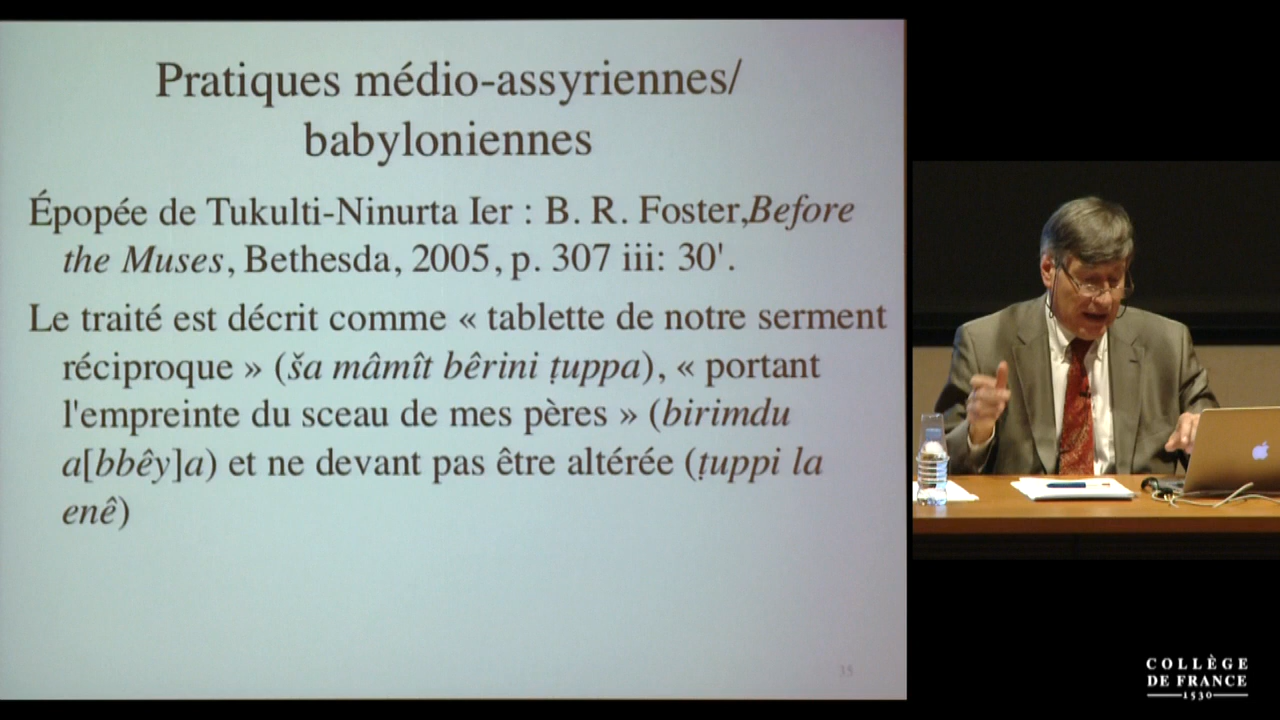 Pratiques médio-assyriennes/
babyloniennes
Épopée de Tukulti-Ninurta Ier : B. R. Foster,Before
the Muses, Bethesda, 2005, p. 307 iii: 30'.
Le traité est décrit comme « tablette de notre serment
réciproque » (ša mâmît bêrini ṭuppa), « portant
l'empreinte du sceau de mes pères » (birimdu
a[bbêy]a) et ne devant pas être altérée (ṭuppi la
enê)
35
COLLÈGE
DE FRANCE
1530